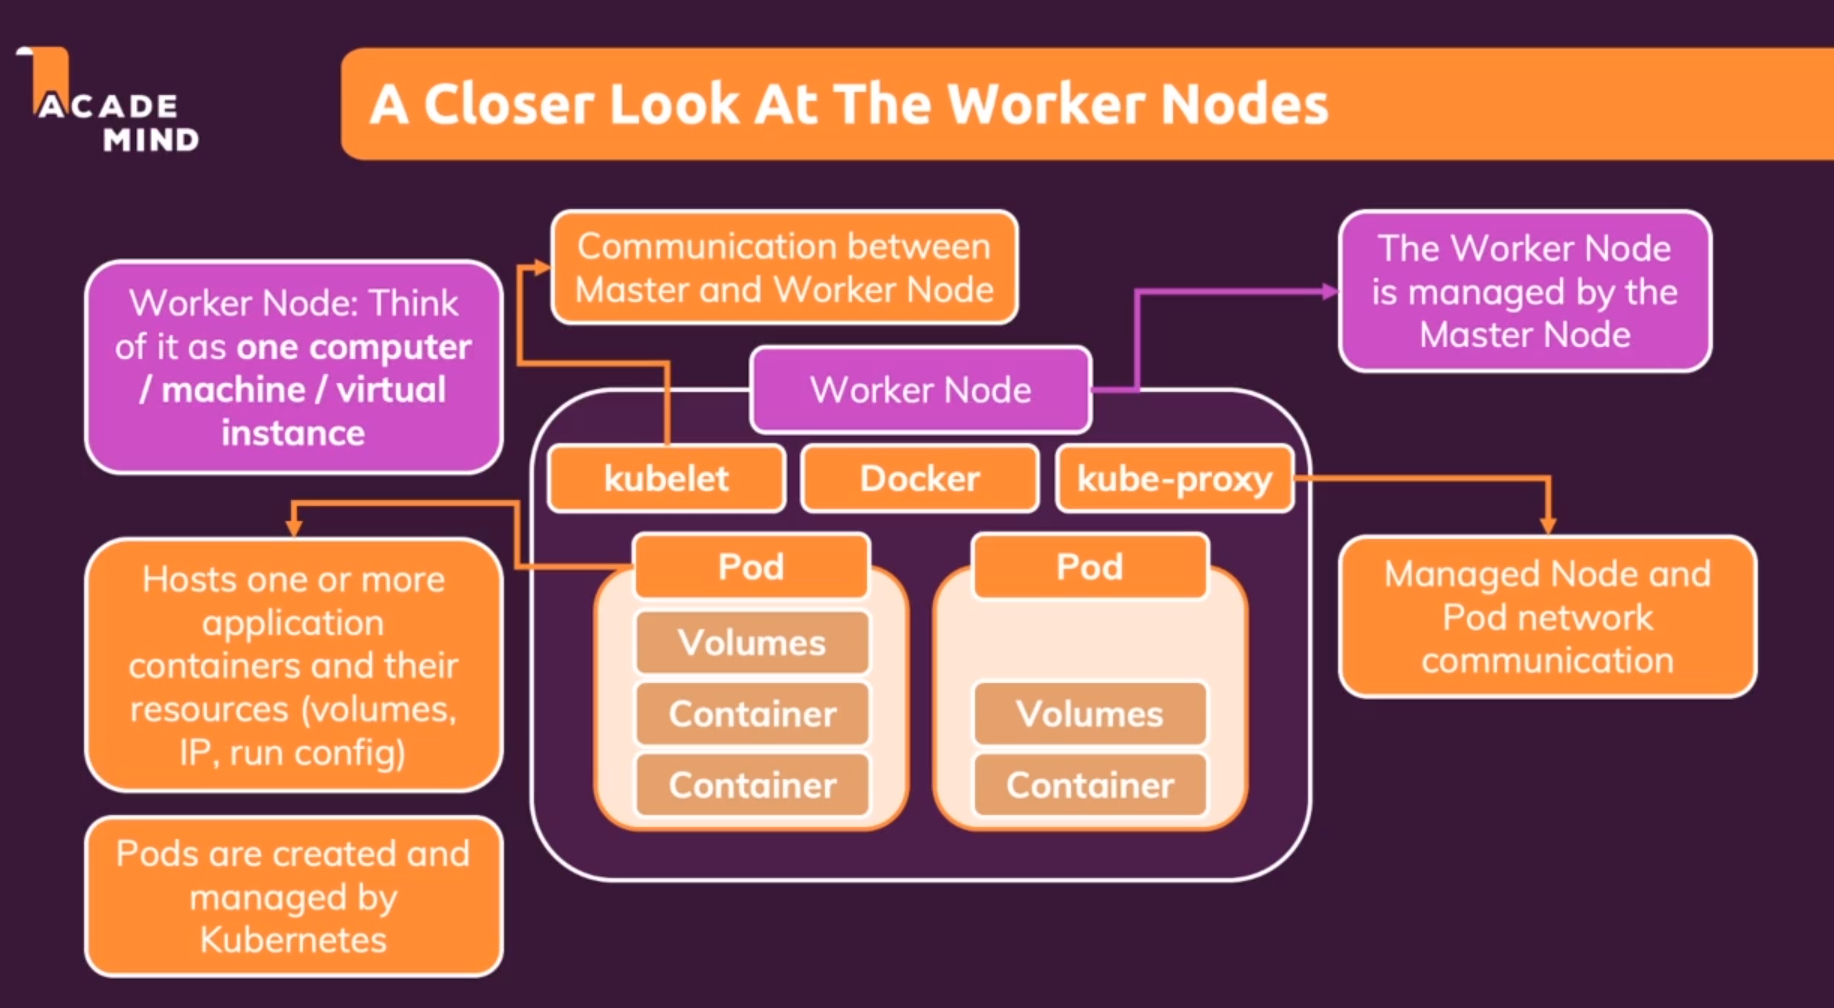 ACADE
MIND
A Closer Look At The Worker Nodes
Worker Node: Think
of it as one computer
/ machine / virtual
instance
Communication between
Master and Worker Node
The Worker Node
is managed by the
Master Node
Worker Node
kubelet
Docker
kube-proxy
Hosts one or more
application
containers and their
resources (volumes,
IP, run config)
Pod
Volumes
Container
Container
Pod
Volumes
Container
Managed Node and
Pod network
communication
Pods are created and
managed by
Kubernetes